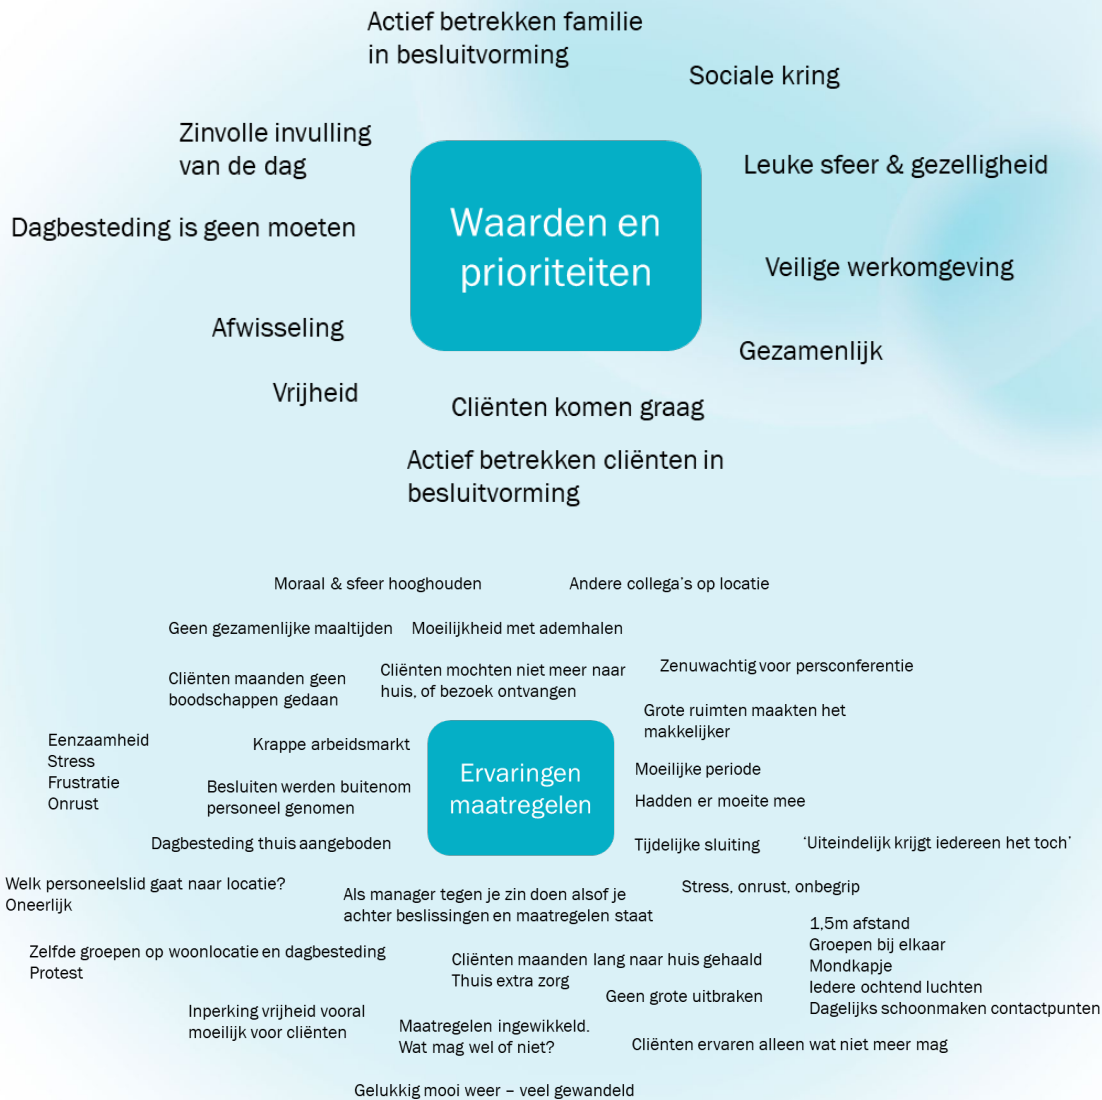 Actief betrekken familie
in besluitvorming
Sociale kring
Zinvolle invulling
van de dag
Leuke sfeer & gezelligheid
Dagbesteding is geen moeten
Waarden en
prioriteiten
Veilige werkomgeving
Afwisseling
Gezamenlijk
Vrijheid
Cliënten komen graag
Actief betrekken cliënten in
besluitvorming
Moraal & sfeer hooghouden
Andere collega's op locatie
Geen gezamenlijke maaltijden
Moeilijkheid met ademhalen
Cliënten maanden geen
boodschappen gedaan
Cliënten mochten niet meer naar
huis, of bezoek ontvangen
Zenuwachtig voor persconferentie
Grote ruimten maakten het
makkelijker
Eenzaamheid
Stress
Frustratie
Onrust
Krappe arbeidsmarkt
Besluiten werden buitenom
personeel genomen
Ervaringen
maatregelen
Moeilijke periode
Hadden er moeite mee
Dagbesteding thuis aangeboden
Tijdelijke sluiting
'Uiteindelijk krijgt iedereen het toch'
Welk personeelslid gaat naar locatie?
Oneerlijk
Als manager tegen je zin doen alsof je
achter beslissingen en maatregelen staat
Stress, onrust, onbegrip
1,5m afstand
Groepen bij elkaar
Mondkapje
Iedere ochtend luchten
Dagelijks schoonmaken contactpunten
Zelfde groepen op woonlocatie en dagbesteding
Protest
Cliënten maanden lang naar huis gehaald
Thuis extra zorg
Geen grote uitbraken
Inperking vrijheid vooral
moeilijk voor cliënten
Maatregelen ingewikkeld.
Wat mag wel of niet?
Cliënten ervaren alleen wat niet meer mag
Gelukkig mooi weer – veel gewandeld